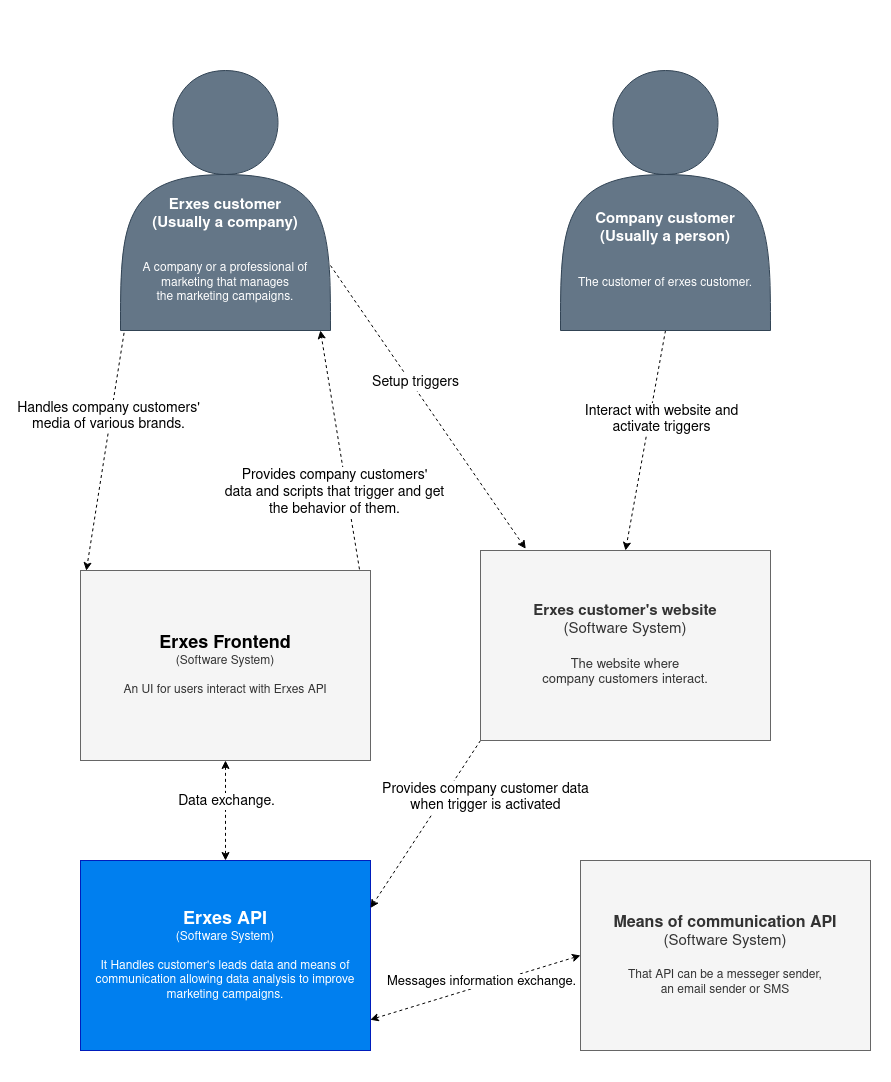 Erxes customer
(Usually a company)
A company or a professional of
marketing that manages
the marketing campaigns.
Company customer
(Usually a person)
The customer of erxes customer.
Setup triggers
Handles company customers'
media of various brands.
Interact with website and
activate triggers
Provides company customers'
data and scripts that trigger and get
the behavior of them.
Erxes Frontend
(Software System)
An UI for users interact with Erxes API
Erxes customer's website
(Software System)
The website where
company customers interact.
Data exchange.
Provides company customer data
when trigger is activated
Erxes API
(Software System)
It Handles customer's leads data and means of
communication allowing data analysis to improve
marketing campaigns.
Messages information exchange.
Means of communication API
(Software System)
That API can be a messeger sender,
an email sender or SMS